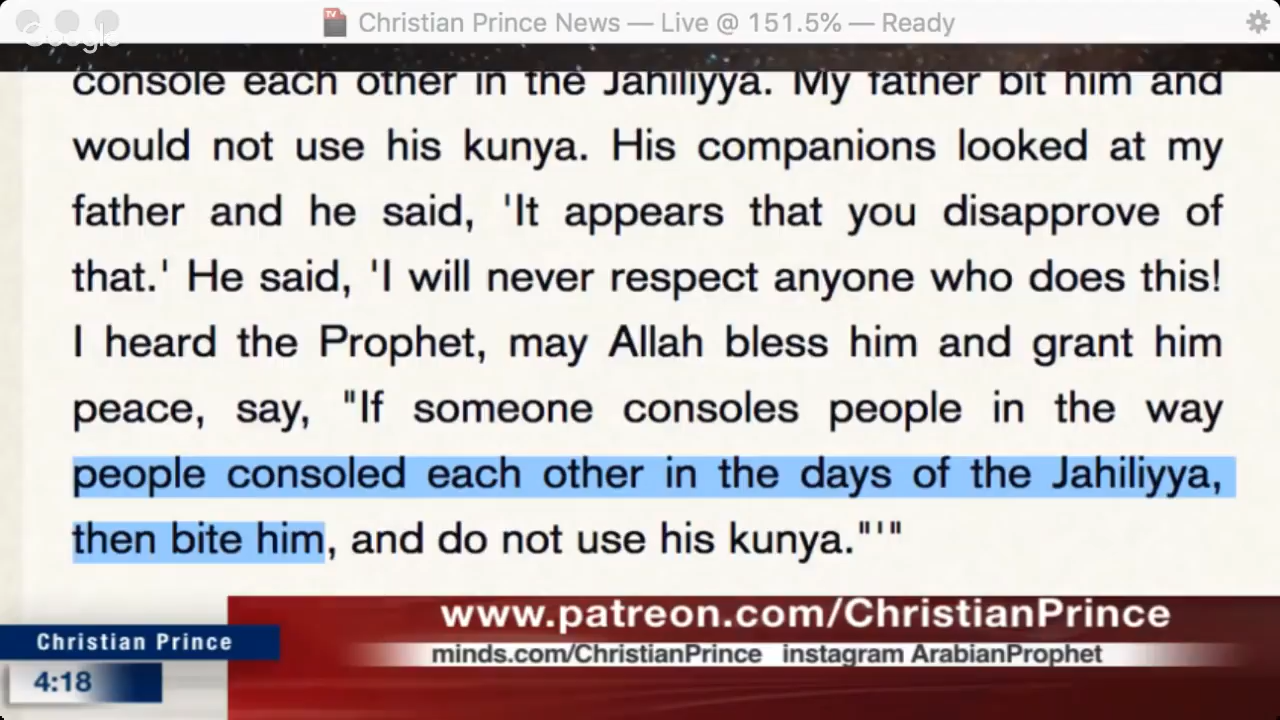 Christian Prince News — Live @ 151.5% — Ready
Google
console each other in the Jahiliyya. My father bit him and
would not use his kunya. His companions looked at my
father and he said, 'It appears that you disapprove of
that.' He said, 'I will never respect anyone who does this!
I heard the Prophet, may Allah bless him and grant him
peace, say, "If someone consoles people in the way
people consoled each other in the days of the Jahiliyya,
then bite him, and do not use his kunya."'"
www.patreon.com/ChristianPrince
Christian Prince
minds.com/ChristianPrince instagram ArabianProphet
4:18